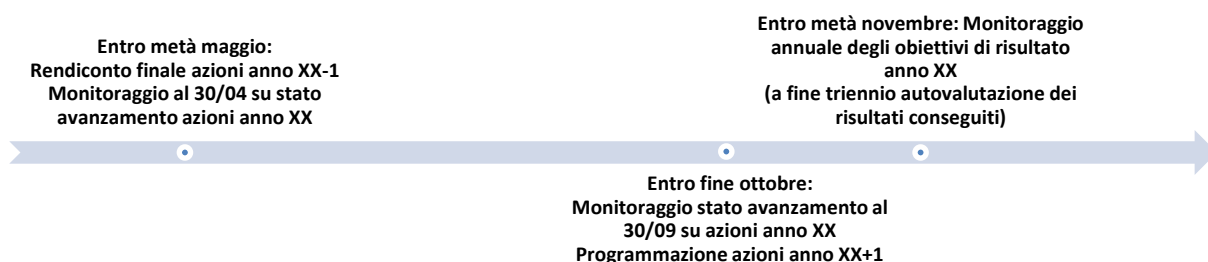 Entro metà maggio:
Rendiconto finale azioni anno XX-1
Monitoraggio al 30/04 su stato
avanzamento azioni anno XX
Entro fine ottobre:
Monitoraggio stato avanzamento al
30/09 su azioni anno XX
Programmazione azioni anno XX+1
Entro metà novembre: Monitoraggio
annuale degli obiettivi di risultato
anno XX
(a fine triennio autovalutazione dei
risultati conseguiti)